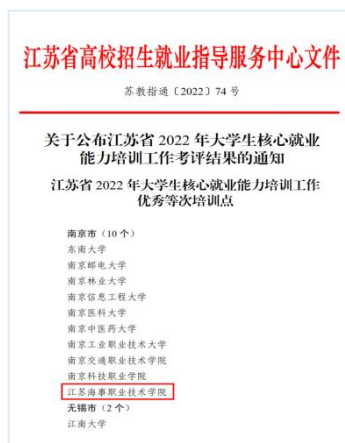 江苏省高校招生就业指导服务中心文件
苏教指通〔2022〕74号
关于公布江苏省2022年大学生核心就业
能力培训工作考评结果的通知
江苏省2022年大学生核心就业能力培训工作
优秀等次培训点
南京市（10个）
东南大学
南京邮电大学
南京林业大学
南京信息工程大学
南京医科大学
南京中医药大学
南京工业职业技术大学
南京交通职业技术学院
南京科技职业学院
江苏海事职业技术学院
无锡市（2个）
江南大学